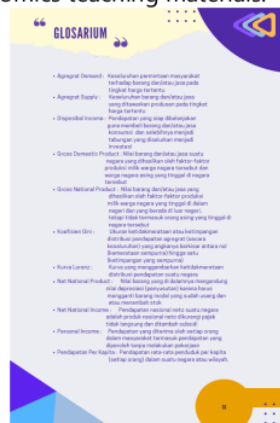 omics teaching materials.
GLOSARIUM
• Agregat Demand : Keseluruhan permintaan masyarakat
terhadap barang dan/atau jasa pada
tingkat harga tertentu
• Agregat Supply : Keseluruhan barang dan/atau jasa
yang ditawarkan produsen pada tingkat
harga tertentu
• Disposibel Income : Pendapatan yang siap dibelanjakan
guna membeli barang dan/atau jasa
konsumsi dan selebihnya menjadi
tabungan yang disalurkan menjadi
investasi
• Gross Domestic Product : Nilai barang dan/atau jasa suatu
negara yang dihasilkan oleh faktor-faktor
produksi milik warga negara tersebut dan
warga negara asing yang tinggal di negara
tersebut
• Gross National Product : Nilai barang dan/atau jasa yang
dihasilkan oleh faktor-faktor produksi
milik warga negara yang tinggal di dalam
negeri dan yang berada di luar negeri,
tetapi tidak termasuk orang asing yang tinggal di
negara tersebut
• Koefisien Gini : Ukuran ketidakmerataan atau ketimpangan
distribusi pendapatan agregat (secara
keseluruhan) yang angkanya berkisar antara nol
(kemerataan sempurna) hingga satu
(ketimpangan yang sempurna)
• Kurva Lorenz : Kurva yang menggambarkan ketidakmerataan
distribusi pendapatan suatu negara
• Net National Product : Nilai barang yang di dalamnya mengandung
nilai depresiasi (penyusutan) karena harus
mengganti barang modal yang sudah usang dan
atau menambah stok
• Net National Income : Pendapatan nasional neto suatu negara
adalah produk nasional neto dikurangi pajak
tidak langsung dan ditambah subsidi
• Personal Income : Pendapatan yang diterima oleh setiap orang
dalam masyarakat termasuk pendapatan yang
diperoleh tanpa melakukan pekerjaan
• Pendapatan Per Kapita : Pendapatan rata-rata penduduk per kapita
(setiap orang) dalam suatu negara atau wilayah.